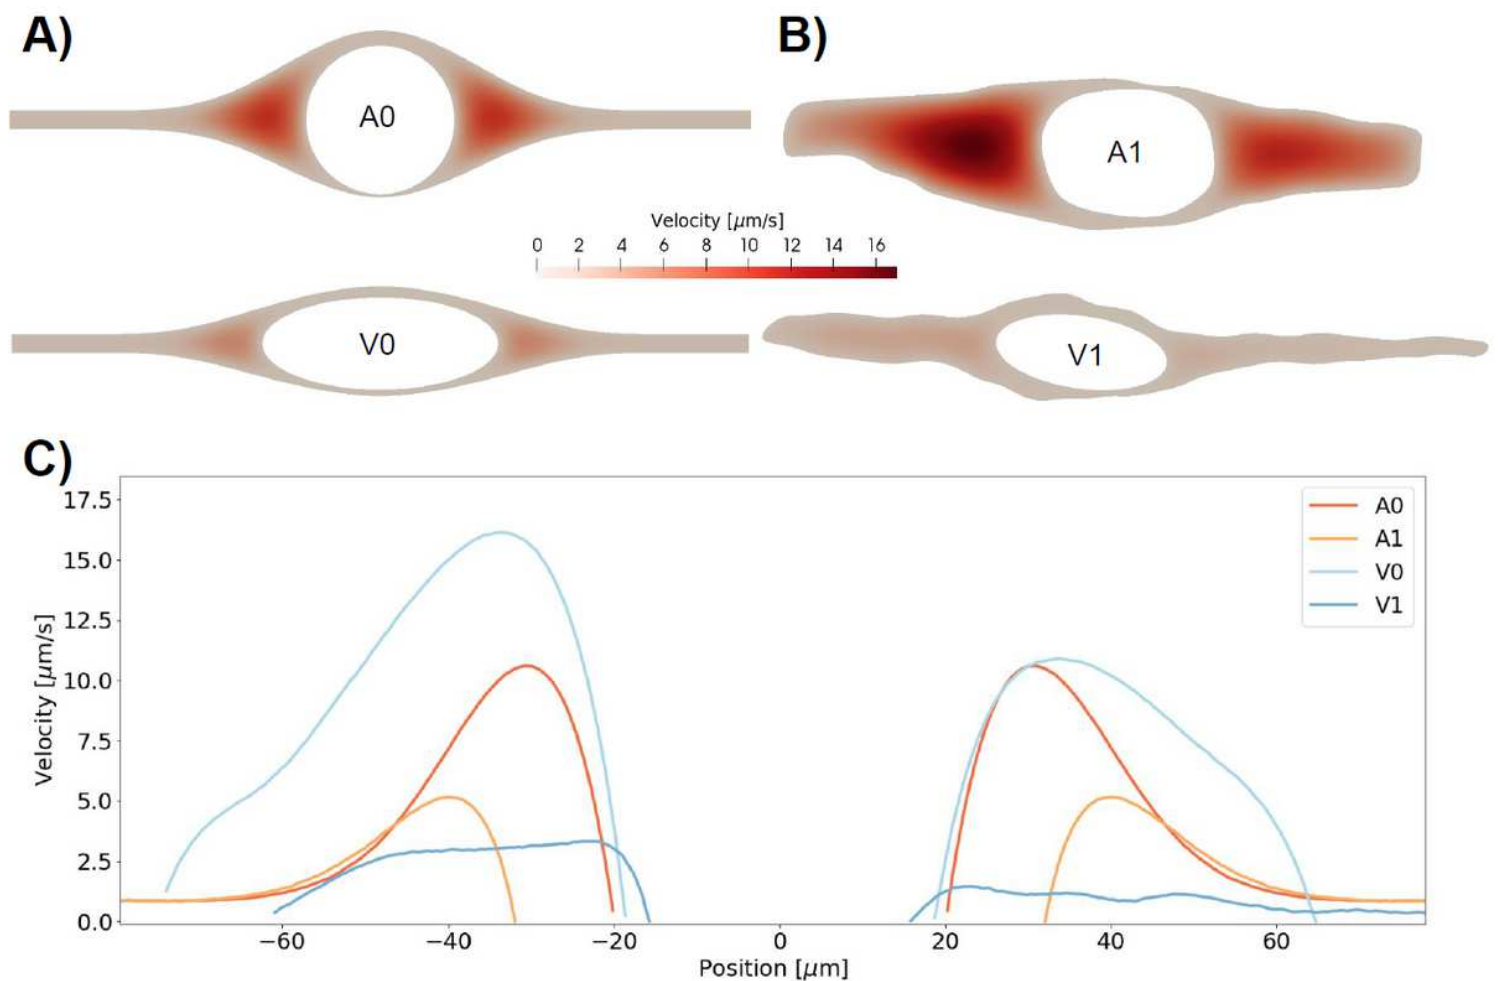 A)
B)
A0
A1
Velocity [μm/s]
0 2 4 6 8 10 12 14 16
V0
V1
C)
17.5
15.0
12.5
10.0
7.5
5.0
2.5
0.0
Velocity [μm/s]
A0
A1
V0
V1
−60 −40 −20 0 20 40 60
Position [μm]